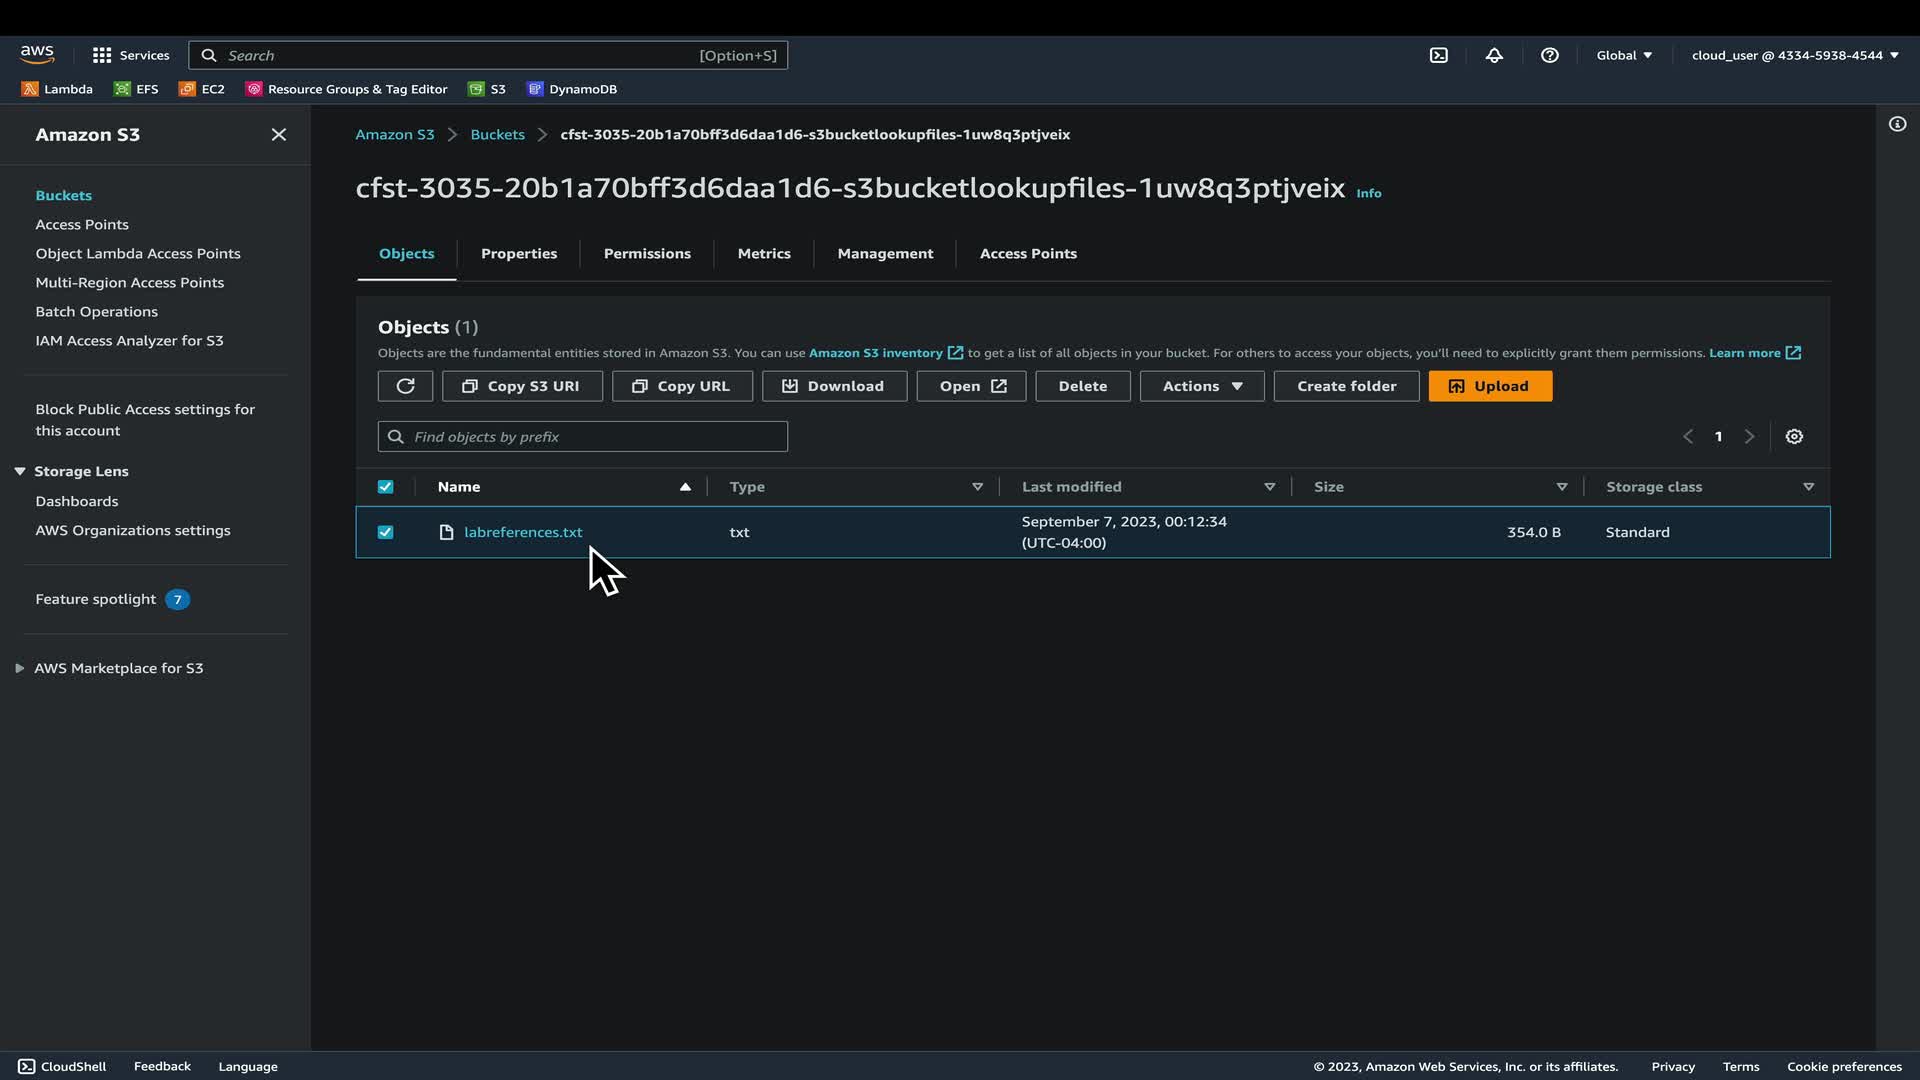 aws
Services
Search [Option+S]
Global
cloud_user @ 4334-5938-4544
Lambda
EFS
EC2
Resource Groups & Tag Editor
S3
DynamoDB
Amazon S3
Buckets
Access Points
Object Lambda Access Points
Multi-Region Access Points
Batch Operations
IAM Access Analyzer for S3
Block Public Access settings for
this account
Storage Lens
Dashboards
AWS Organizations settings
Feature spotlight 7
AWS Marketplace for S3
Amazon S3 > Buckets > cfst-3035-20b1a70bff3d6daa1d6-s3bucketlookupfiles-1uw8q3ptjveix
cfst-3035-20b1a70bff3d6daa1d6-s3bucketlookupfiles-1uw8q3ptjveix Info
Objects
Properties
Permissions
Metrics
Management
Access Points
Objects (1)
Objects are the fundamental entities stored in Amazon S3. You can use Amazon S3 inventory to get a list of all objects in your bucket. For others to access your objects, you'll need to explicitly grant them permissions. Learn more
Copy S3 URI
Copy URL
Download
Open
Delete
Actions
Create folder
Upload
Find objects by prefix
1
Name
Type
Last modified
Size
Storage class
labreferences.txt
txt
September 7, 2023, 00:12:34
(UTC-04:00)
354.0 B
Standard
CloudShell
Feedback
Language
© 2023, Amazon Web Services, Inc. or its affiliates.
Privacy
Terms
Cookie preferences